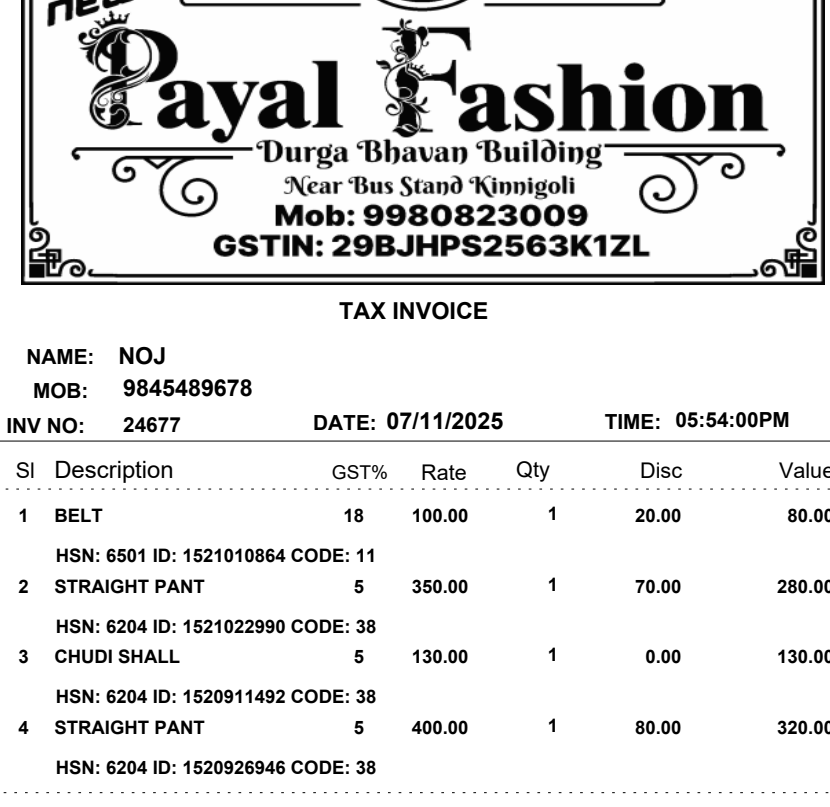 new
Payal Fashion
Durga Bhavan Building
Near Bus Stand Kinnigoli
Mob: 9980823009
GSTIN: 29BJHPS2563K1ZL
TAX INVOICE
NAME: NOJ
MOB: 9845489678
INV NO: 24677 DATE: 07/11/2025 TIME: 05:54:00PM
Sl Description GST% Rate Qty Disc Value
1 BELT 18 100.00 1 20.00 80.00
HSN: 6501 ID: 1521010864 CODE: 11
2 STRAIGHT PANT 5 350.00 1 70.00 280.00
HSN: 6204 ID: 1521022990 CODE: 38
3 CHUDI SHALL 5 130.00 1 0.00 130.00
HSN: 6204 ID: 1520911492 CODE: 38
4 STRAIGHT PANT 5 400.00 1 80.00 320.00
HSN: 6204 ID: 1520926946 CODE: 38